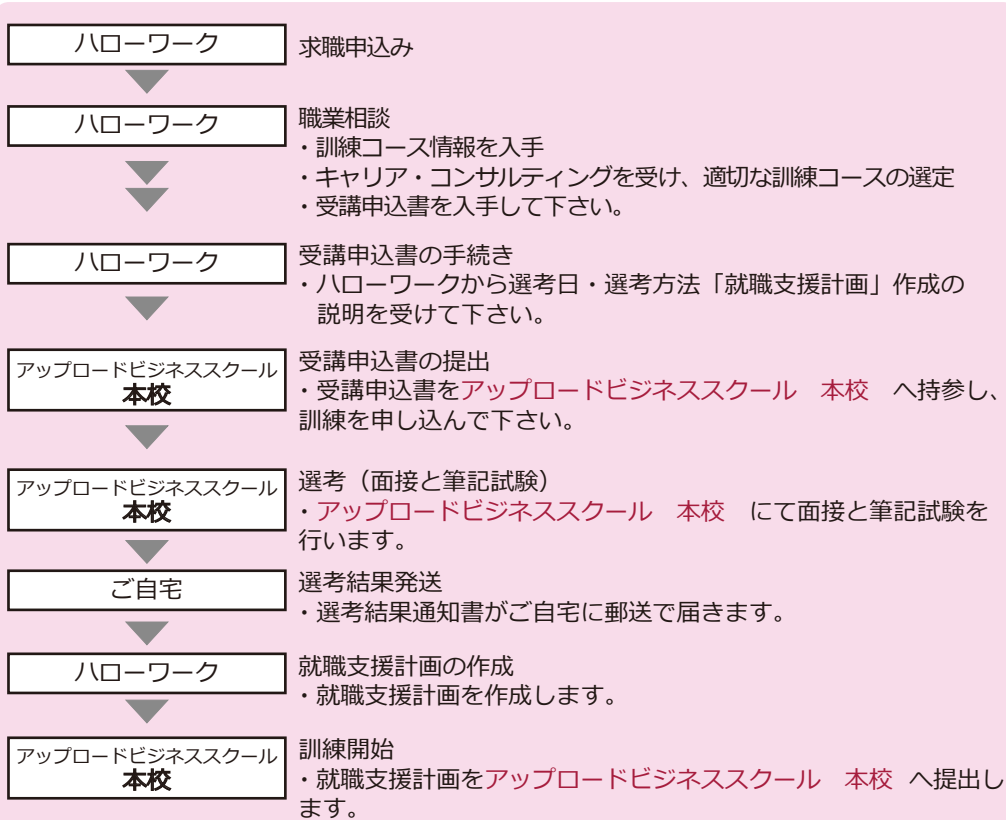 ハローワーク
求職申込み
ハローワーク
職業相談
・訓練コース情報を入手
・キャリア・コンサルティングを受け、適切な訓練コースの選定
・受講申込書を入手して下さい。
ハローワーク
受講申込書の手続き
・ハローワークから選考日・選考方法「就職支援計画」作成の
説明を受けて下さい。
アップロードビジネススクール
本校
受講申込書の提出
・受講申込書をアップロードビジネススクール　本校　へ持参し、
訓練を申し込んで下さい。
アップロードビジネススクール
本校
選考（面接と筆記試験）
・アップロードビジネススクール　本校　にて面接と筆記試験を
行います。
ご自宅
選考結果発送
・選考結果通知書がご自宅に郵送で届きます。
ハローワーク
就職支援計画の作成
・就職支援計画を作成します。
アップロードビジネススクール
本校
訓練開始
・就職支援計画をアップロードビジネススクール　本校　へ提出し
ます。